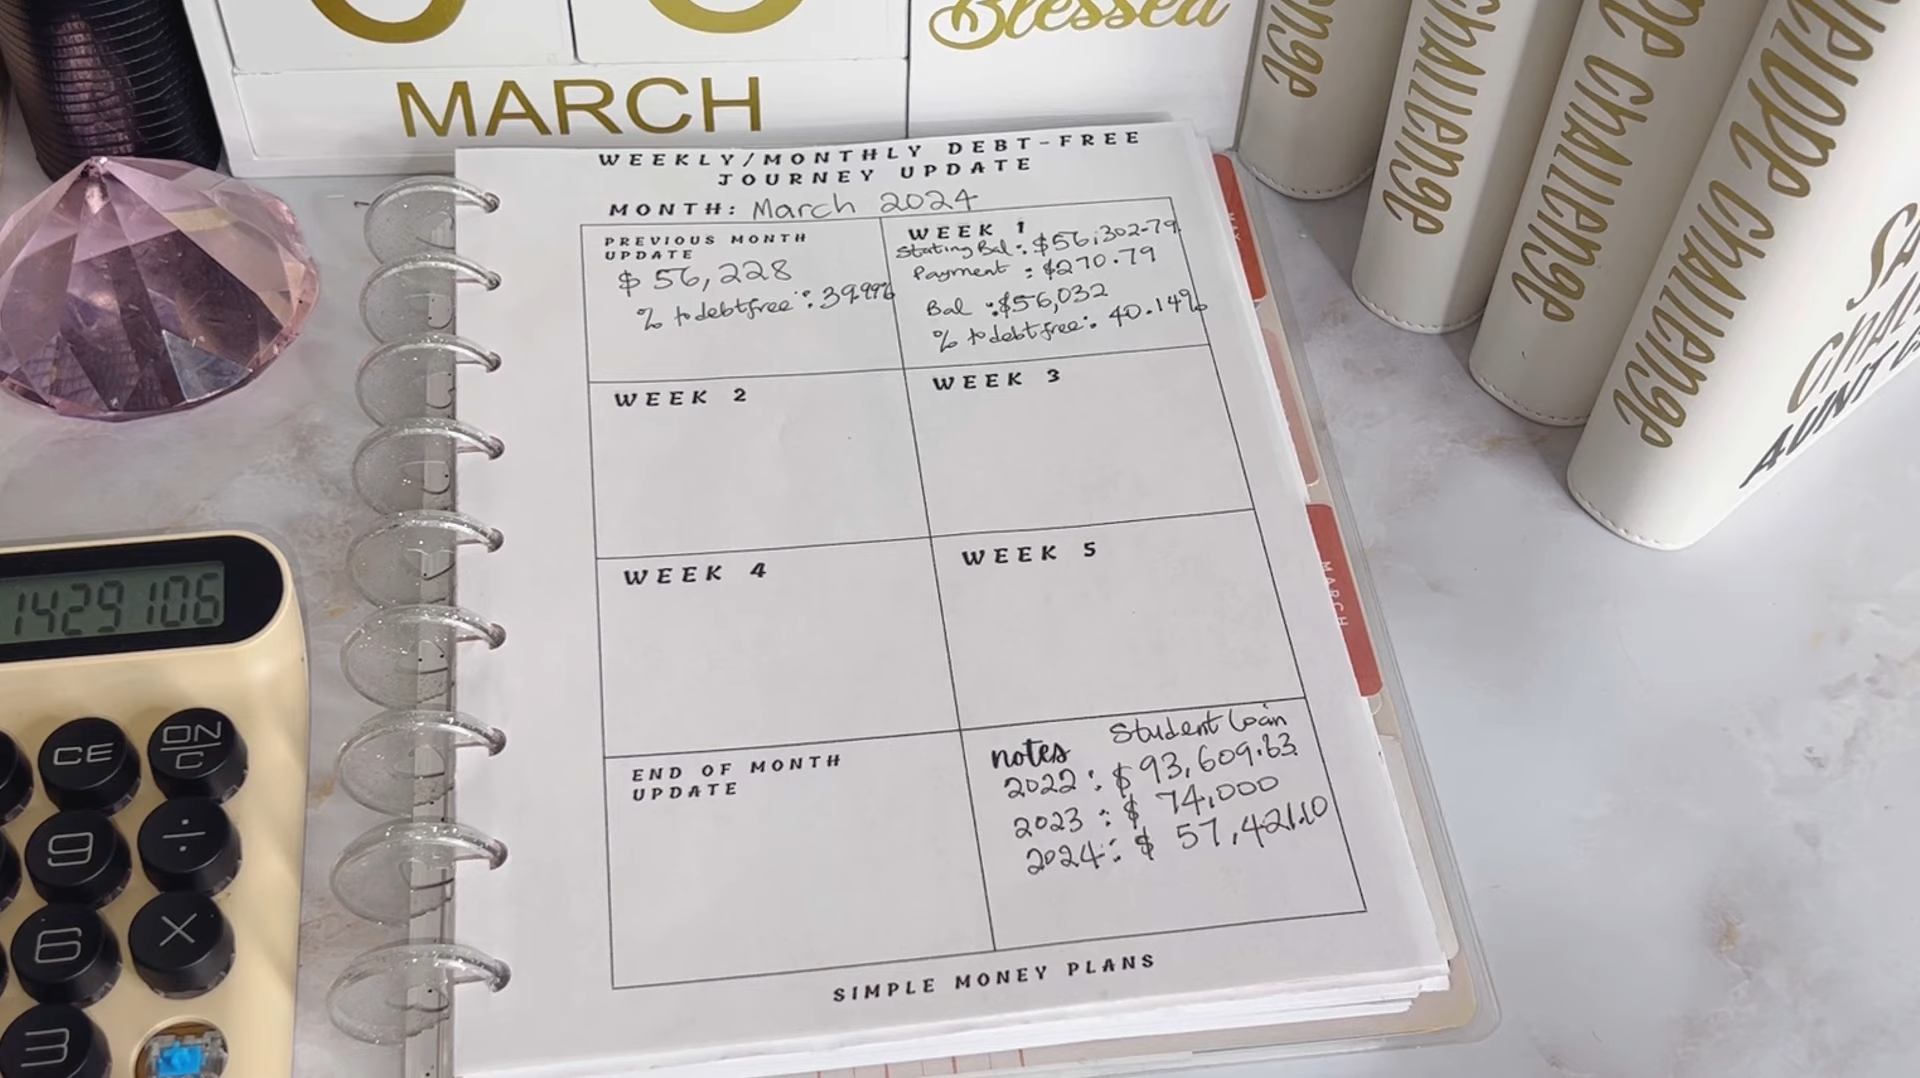 Blessed
MARCH
WEEKLY/MONTHLY DEBT-FREE
JOURNEY UPDATE
MONTH: March 2024
PREVIOUS MONTH
UPDATE
$ 56,228
% to debtfree: 39.99%
WEEK 1
Stating Bal: $56,302-79
Payment : $270.79
Bal : $56,032
% to debtfree: 40.14%
WEEK 2
WEEK 3
WEEK 4
WEEK 5
END OF MONTH
UPDATE
notes Student Loan
2022: $ 93,609.63
2023: $ 74,000
2024: $ 57,421.10
SIMPLE MONEY PLANS
MAY
MARCH
CHALLENGE
CHALLENGE
CHALLENGE
1429106
CE
ON/C
9
÷
6
×
3